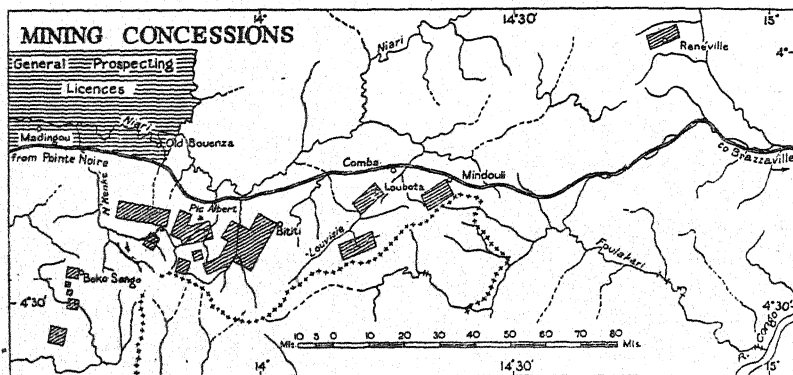 14°
14°30'
15°
MINING CONCESSIONS
General Prospecting
Licences
Niari
Reneville
4°
Niari
Madingou
Old Bouenza
from Pointe Noire
Comba
Mindouli
to Brazzaville
N'Kenke
Pic Albert
Loubota
Bititi
Louvisie
Foulakari
Boko Songo
4°30'
4°30'
R. Congo
Mls. 10 5 0 10 20 30 40 50 60 70 80 Mls.
14°
14°30'
15°